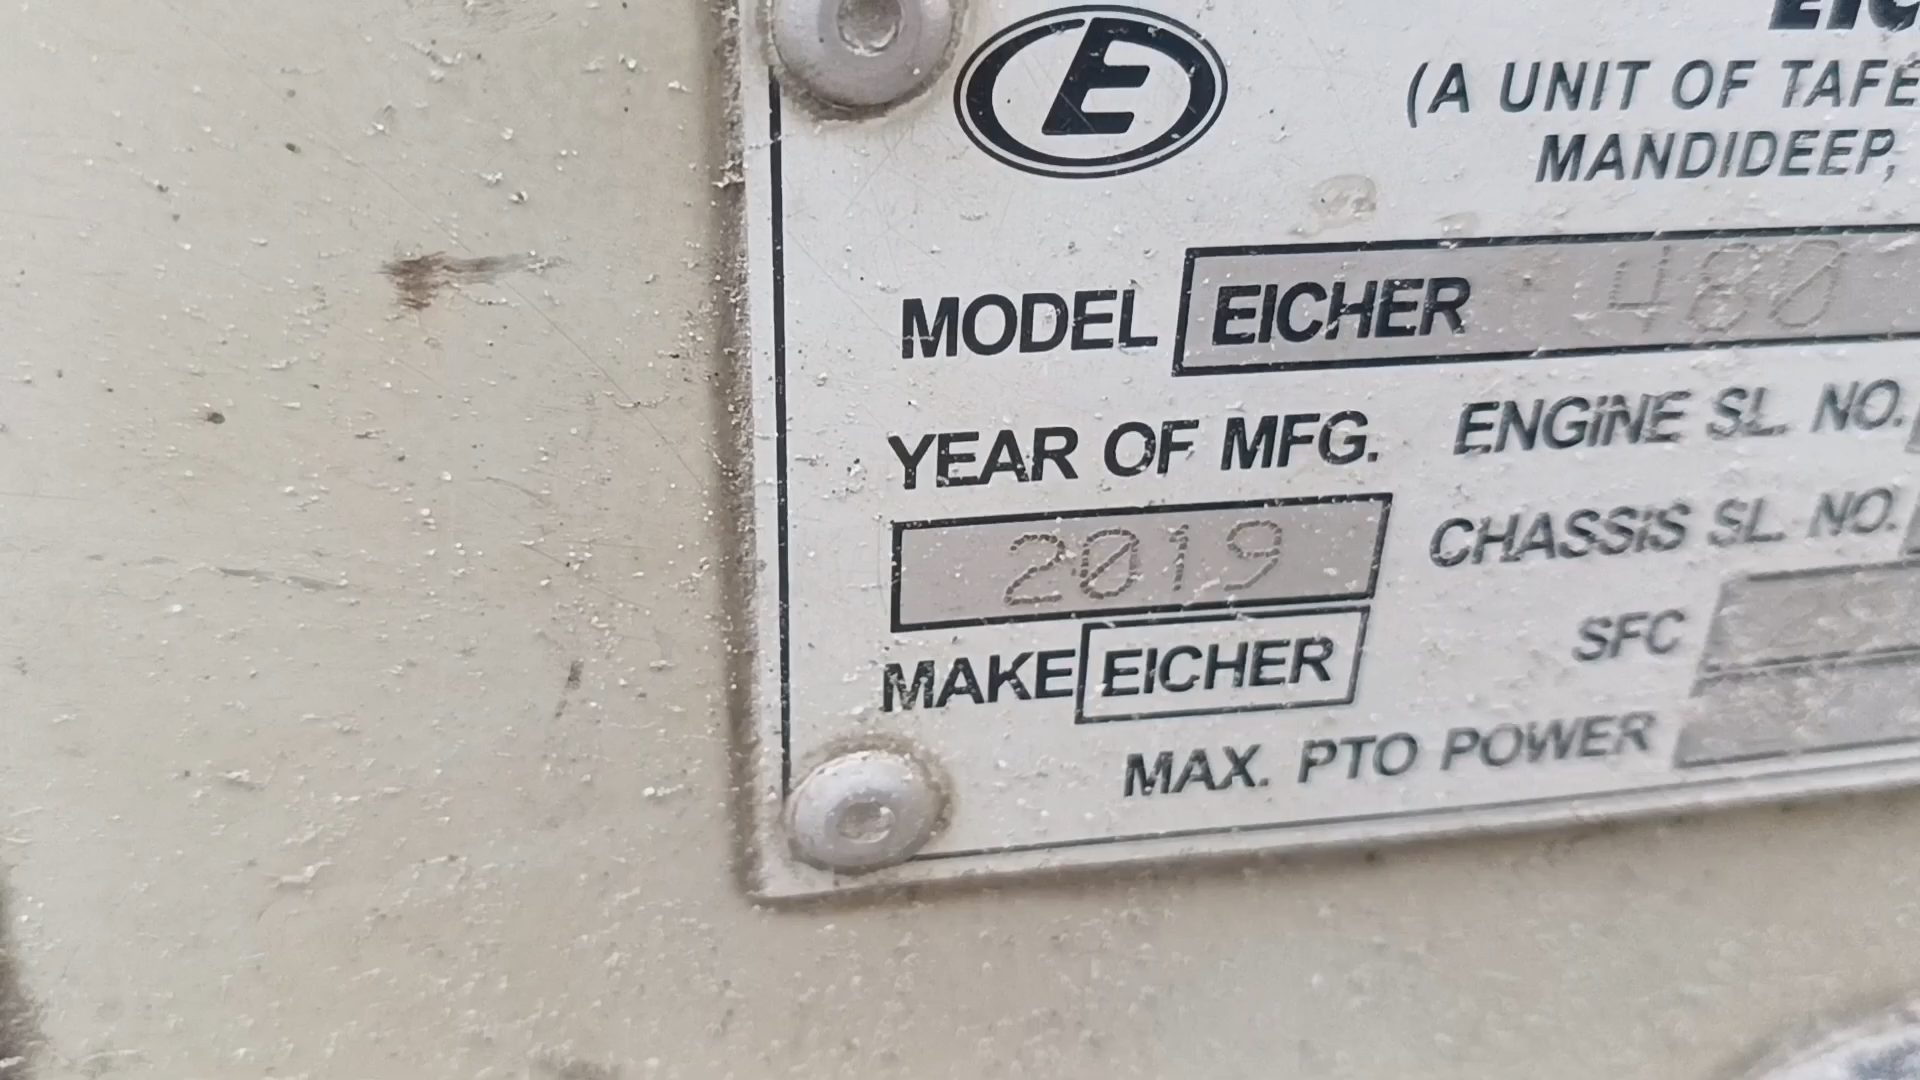 E
(A UNIT OF TAFE
MANDIDEEP,
MODEL EICHER 480
YEAR OF MFG. ENGINE SL. NO.
2019 CHASSIS SL. NO.
MAKE EICHER SFC
MAX. PTO POWER